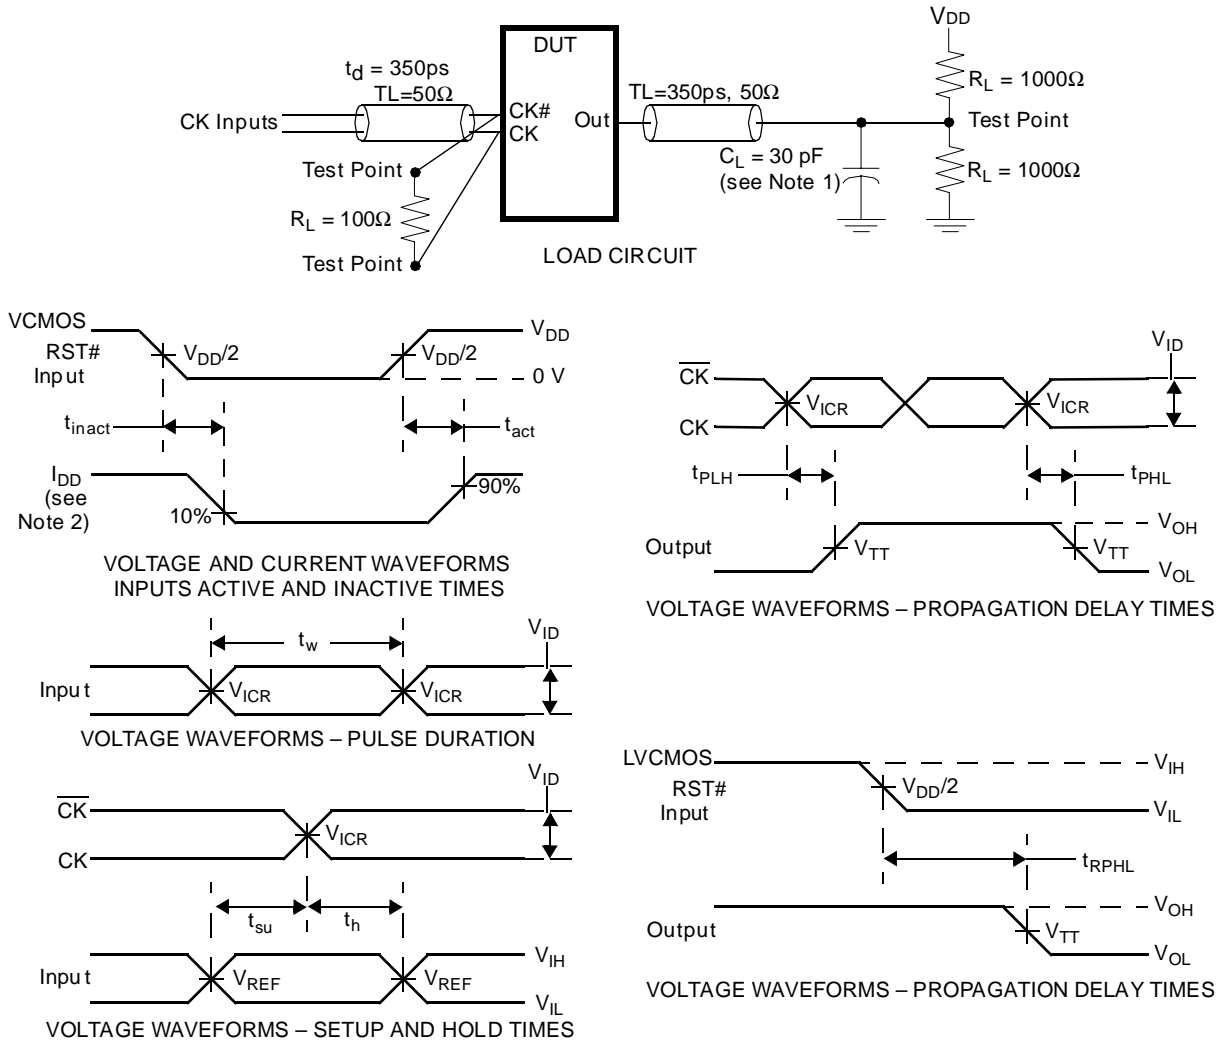 VDD
DUT
td = 350ps
TL=50Ω
CK Inputs
CK#
CK
Out
TL=350ps, 50Ω
RL = 1000Ω
Test Point
CL = 30 pF
(see Note 1)
RL = 1000Ω
Test Point
RL = 100Ω
Test Point
LOAD CIRCUIT
VCMOS
RST#
Input
VDD/2
VDD/2
VDD
0 V
tinact
tact
IDD
(see
Note 2)
10%
90%
VOLTAGE AND CURRENT WAVEFORMS
INPUTS ACTIVE AND INACTIVE TIMES
VID
CK
CK
VICR
VICR
tPLH
tPHL
Output
VTT
VTT
VOH
VOL
VOLTAGE WAVEFORMS – PROPAGATION DELAY TIMES
tw
VID
Input
VICR
VICR
VOLTAGE WAVEFORMS – PULSE DURATION
VID
CK
CK
VICR
tsu
th
Input
VREF
VREF
VIH
VIL
VOLTAGE WAVEFORMS – SETUP AND HOLD TIMES
LVCMOS
RST#
Input
VDD/2
VIH
VIL
tRPHL
Output
VTT
VOH
VOL
VOLTAGE WAVEFORMS – PROPAGATION DELAY TIMES